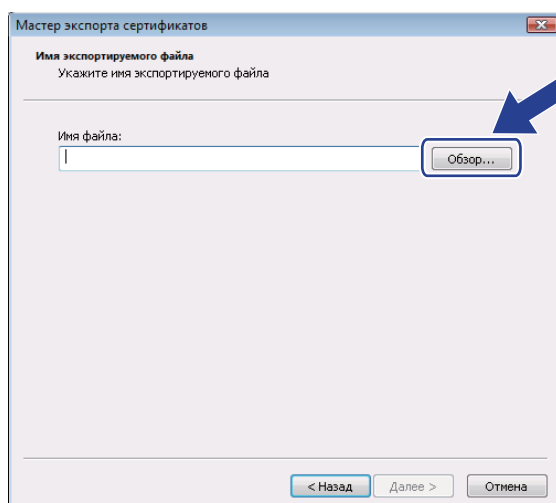 Мастер экспорта сертификатов
Имя экспортируемого файла
Укажите имя экспортируемого файла
Имя файла:
Обзор...
< Назад Далее > Отмена